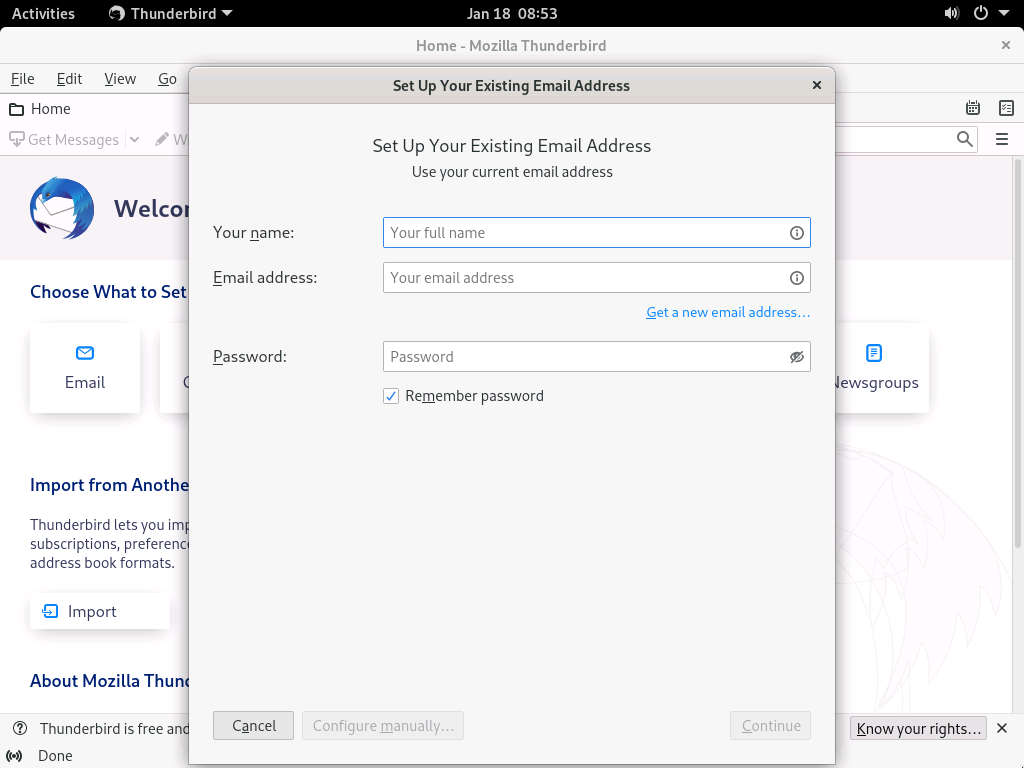 Activities Thunderbird Jan 18 08:53
Home - Mozilla Thunderbird
File Edit View Go
Set Up Your Existing Email Address
Home
Get Messages
Set Up Your Existing Email Address
Use your current email address
Your name: Your full name
Email address: Your email address
Get a new email address…
Choose What to Set
Password: Password
Remember password
Email
Newsgroups
Import from Anothe
Thunderbird lets you imp
subscriptions, preference
address book formats.
Import
About Mozilla Thund
Cancel Configure manually… Continue
Thunderbird is free and
Know your rights…
Done